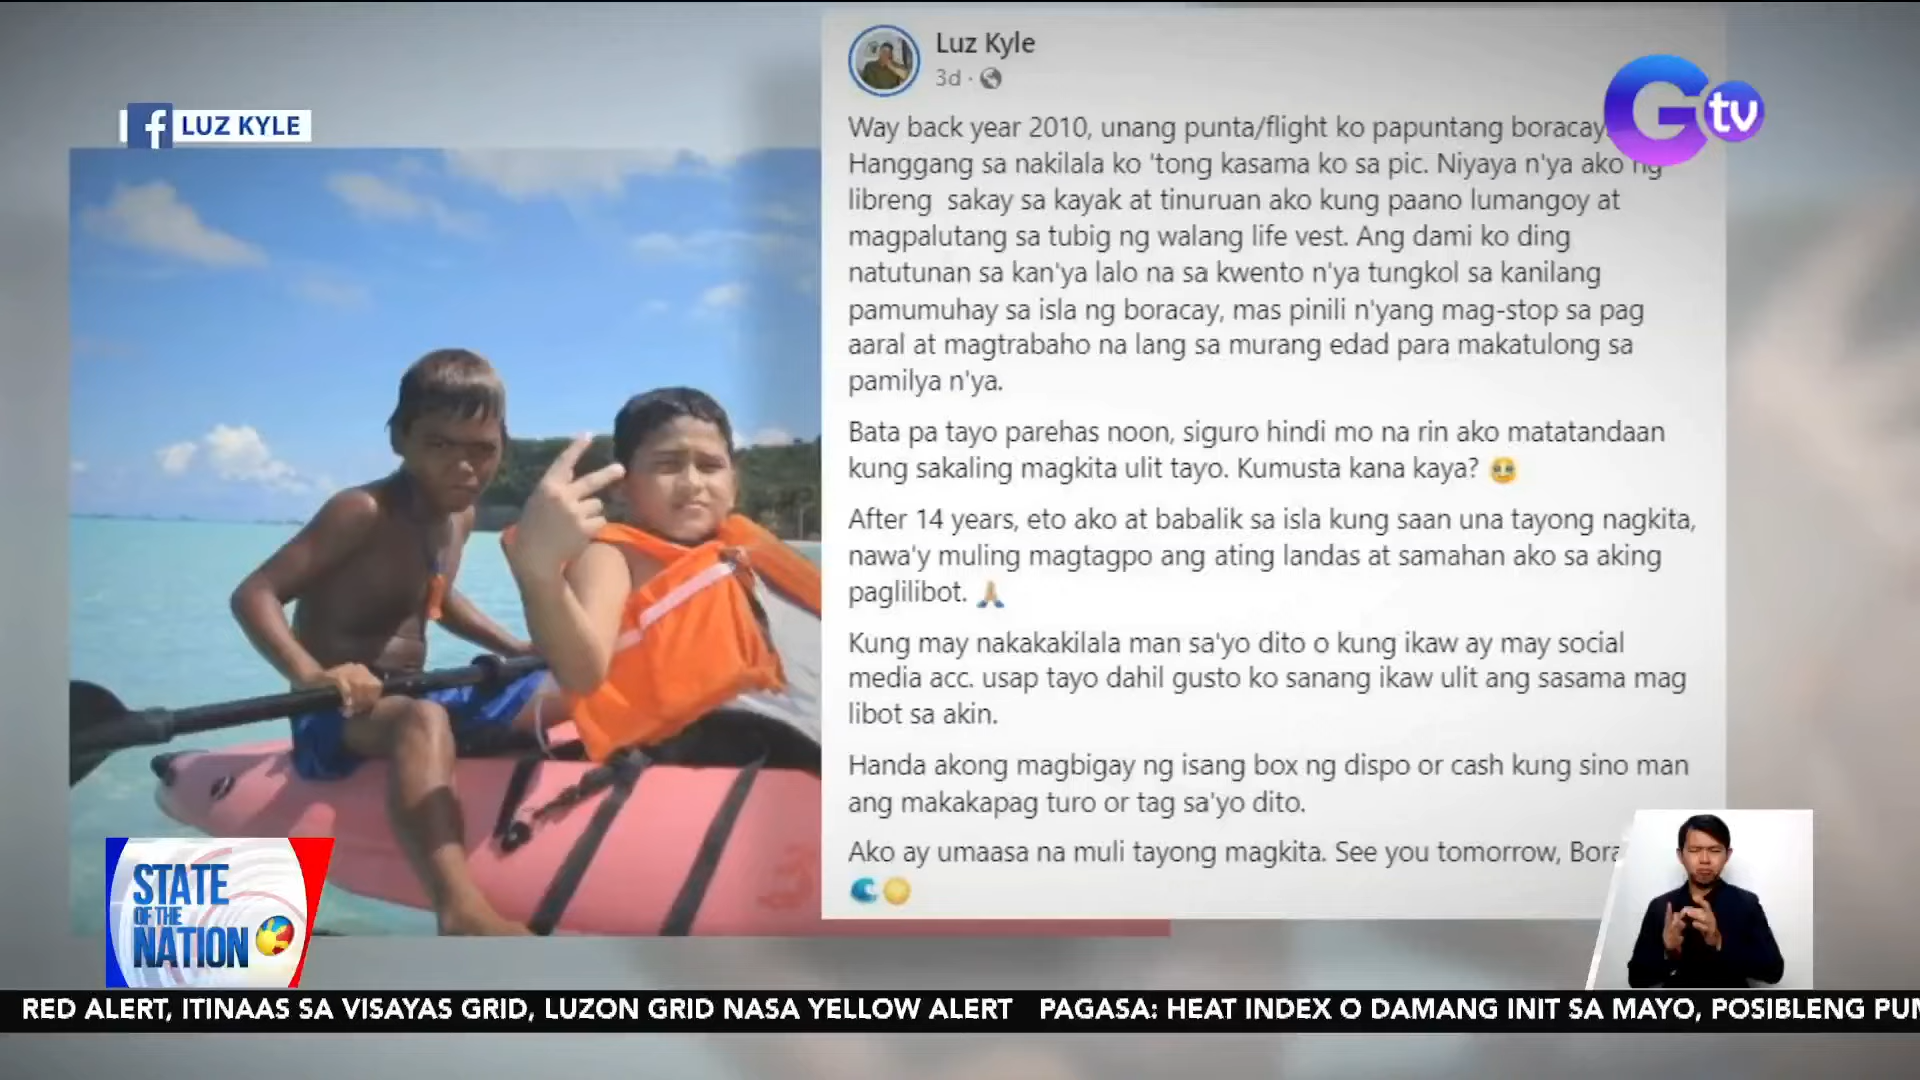 Luz Kyle
3d ·
LUZ KYLE
G tv
Way back year 2010, unang punta/flight ko papuntang boracay.
Hanggang sa nakilala ko 'tong kasama ko sa pic. Niyaya n'ya ako ng
libreng sakay sa kayak at tinuruan ako kung paano lumangoy at
magpalutang sa tubig ng walang life vest. Ang dami ko ding
natutunan sa kan'ya lalo na sa kwento n'ya tungkol sa kanilang
pamumuhay sa isla ng boracay, mas pinili n'yang mag-stop sa pag
aaral at magtrabaho na lang sa murang edad para makatulong sa
pamilya n'ya.
Bata pa tayo parehas noon, siguro hindi mo na rin ako matatandaan
kung sakaling magkita ulit tayo. Kumusta kana kaya? 🥹
After 14 years, eto ako at babalik sa isla kung saan una tayong nagkita,
nawa'y muling magtagpo ang ating landas at samahan ako sa aking
paglilibot. 🙏🏽
Kung may nakakakilala man sa'yo dito o kung ikaw ay may social
media acc. usap tayo dahil gusto ko sanang ikaw ulit ang sasama mag
libot sa akin.
Handa akong magbigay ng isang box ng dispo or cash kung sino man
ang makakapag turo or tag sa'yo dito.
Ako ay umaasa na muli tayong magkita. See you tomorrow, Bora
🌊🌕
STATE
OF THE
NATION
RED ALERT, ITINAAS SA VISAYAS GRID, LUZON GRID NASA YELLOW ALERT PAGASA: HEAT INDEX O DAMANG INIT SA MAYO, POSIBLENG PUM